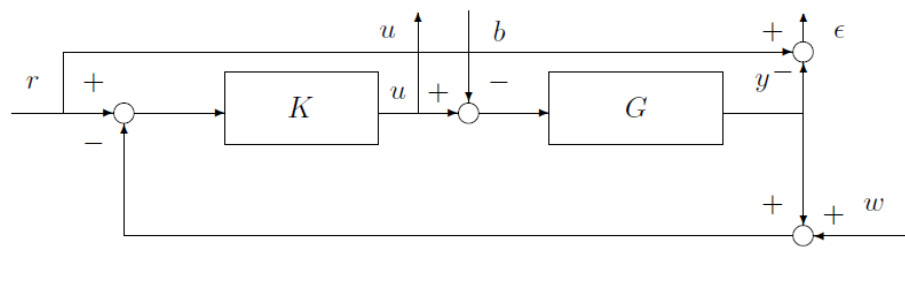 u b + ϵ
r + u + − y −
K G
−
+ + w